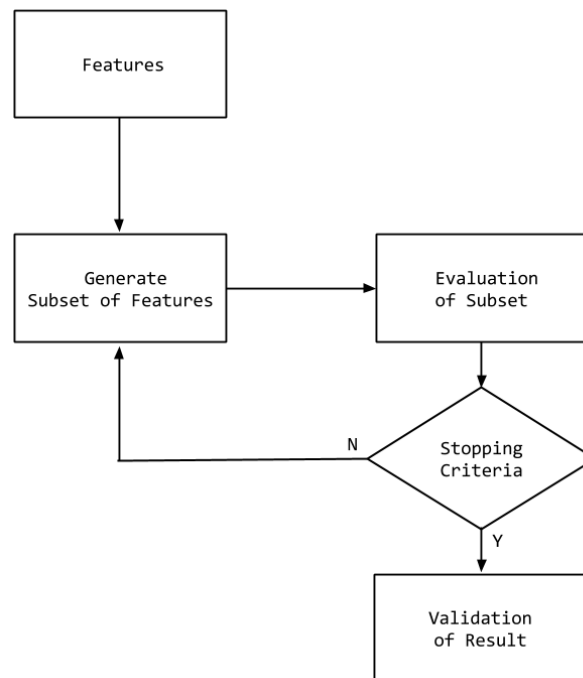 Features
Generate
Subset of Features
Evaluation
of Subset
Stopping
Criteria
N
Y
Validation
of Result